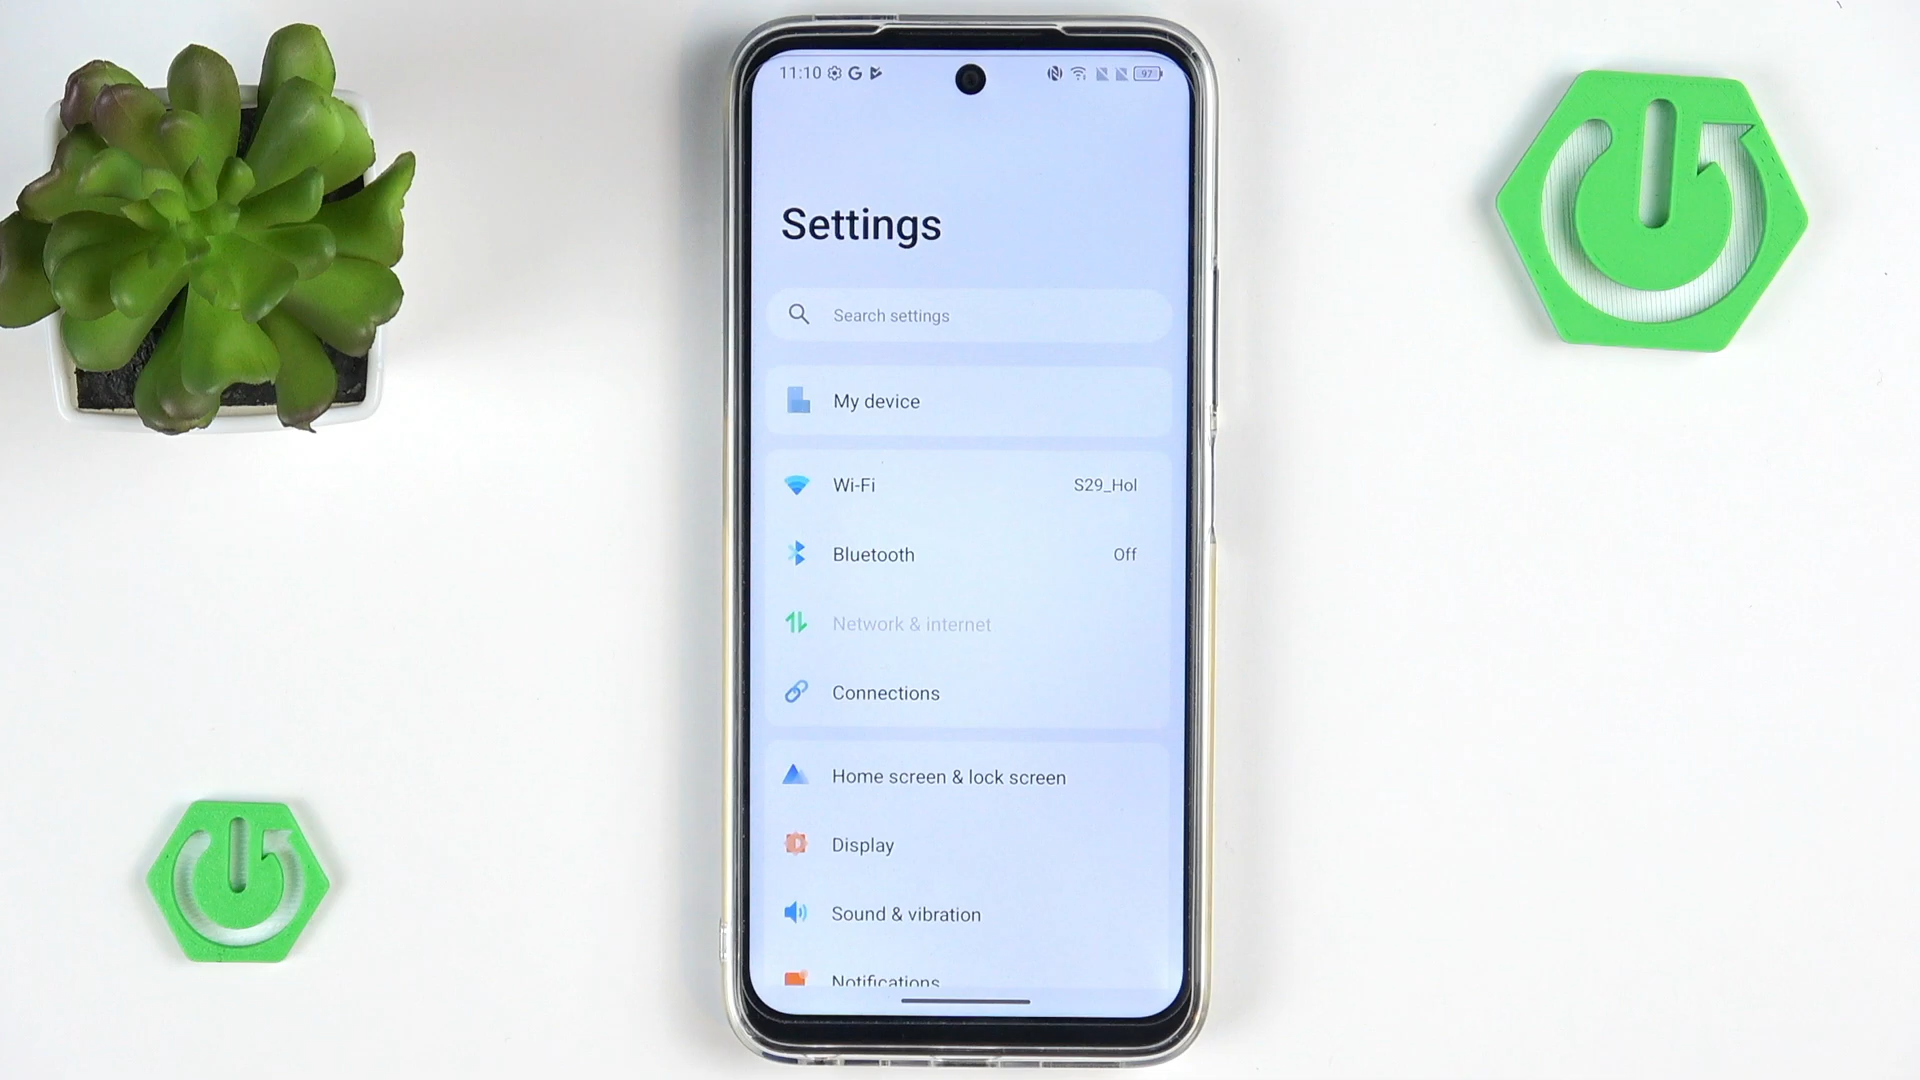 11:10 97
Settings
Search settings
My device
Wi-Fi S29_Hol
Bluetooth Off
Network & internet
Connections
Home screen & lock screen
Display
Sound & vibration
Notifications